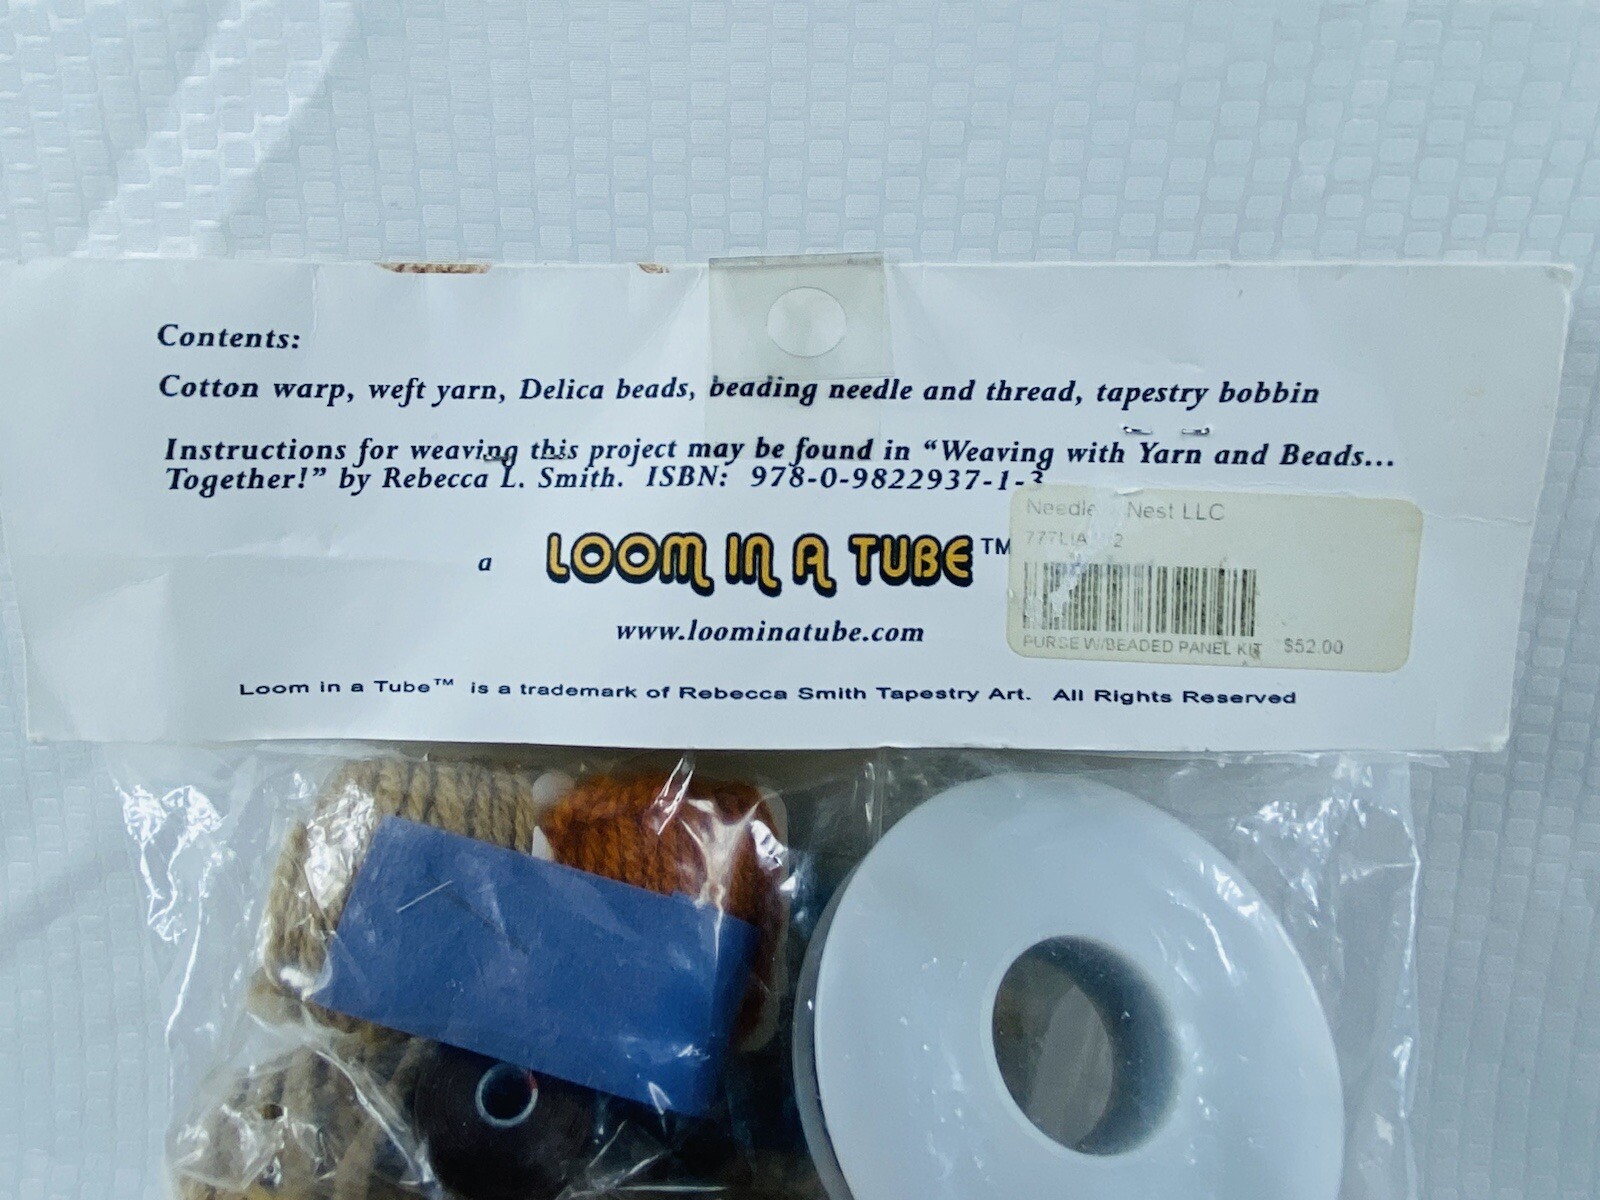 Contents:
Cotton warp, weft yarn, Delica beads, beading needle and thread, tapestry bobbin
Instructions for weaving this project may be found in “Weaving with Yarn and Beads...
Together!” by Rebecca L. Smith. ISBN: 978-0-9822937-1-3
a LOOM IN A TUBE™
www.loominatube.com
Loom in a Tube™ is a trademark of Rebecca Smith Tapestry Art. All Rights Reserved
Needle Nest LLC
PURSE W/BEADED PANEL KIT $52.00